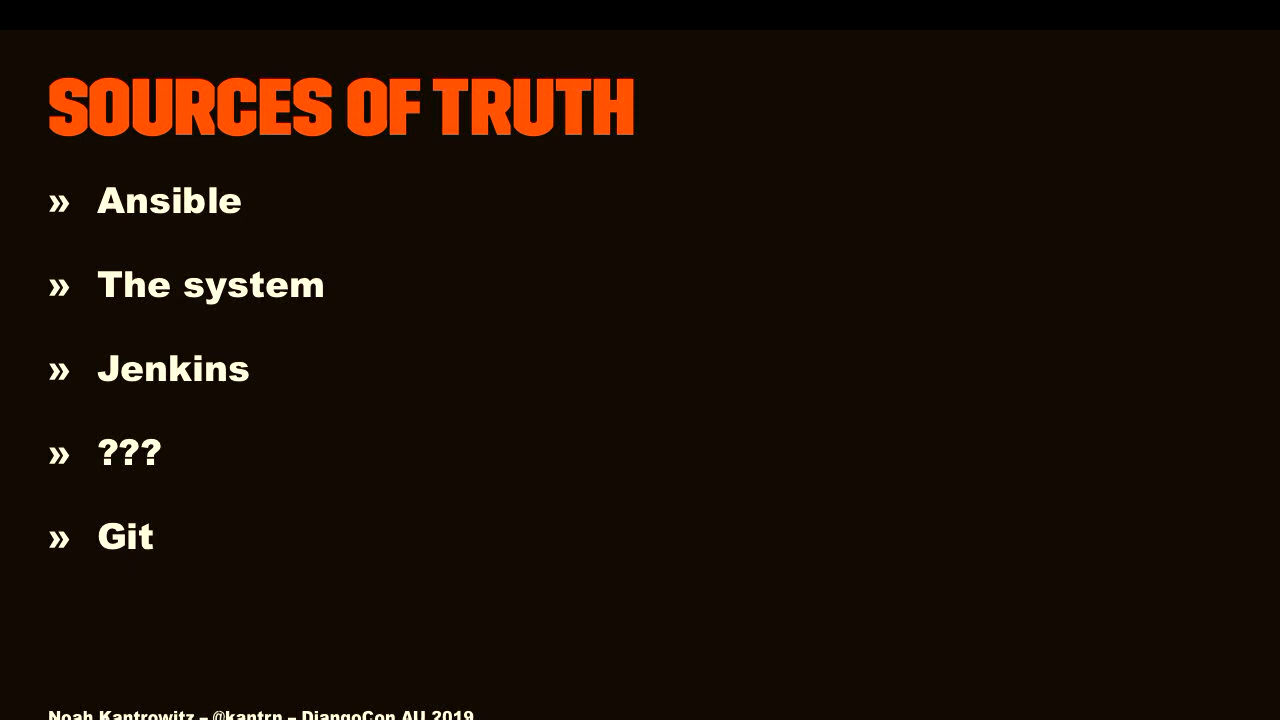 SOURCES OF TRUTH
» Ansible
» The system
» Jenkins
» ???
» Git
Noah Kantrowitz – @kantrn – DjangoCon AU 2019